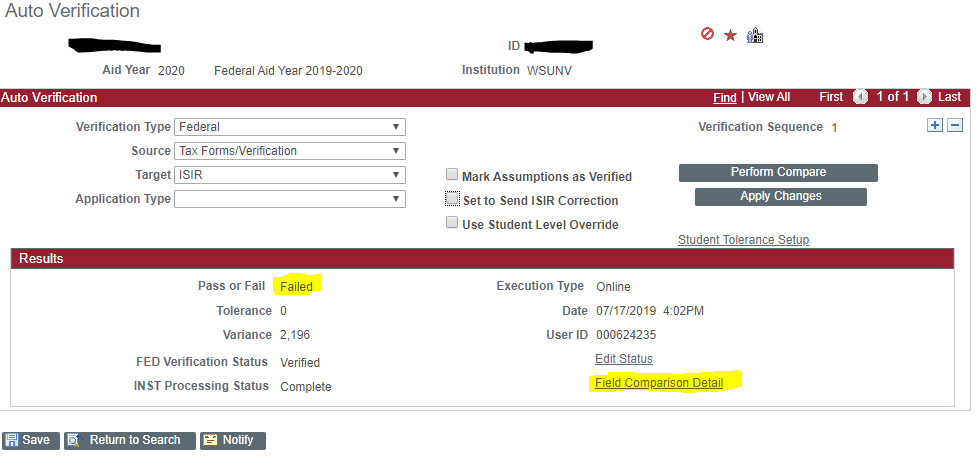 Auto Verification
ID
Aid Year 2020 Federal Aid Year 2019-2020 Institution WSUNV
Auto Verification Find | View All First 1 of 1 Last
Verification Type Federal Verification Sequence 1
Source Tax Forms/Verification
Target ISIR Mark Assumptions as Verified Perform Compare
Application Type Set to Send ISIR Correction Apply Changes
Use Student Level Override
Student Tolerance Setup
Results
Pass or Fail Failed Execution Type Online
Tolerance 0 Date 07/17/2019 4:02PM
Variance 2,196 User ID 000624235
FED Verification Status Verified Edit Status
INST Processing Status Complete Field Comparison Detail
Save Return to Search Notify